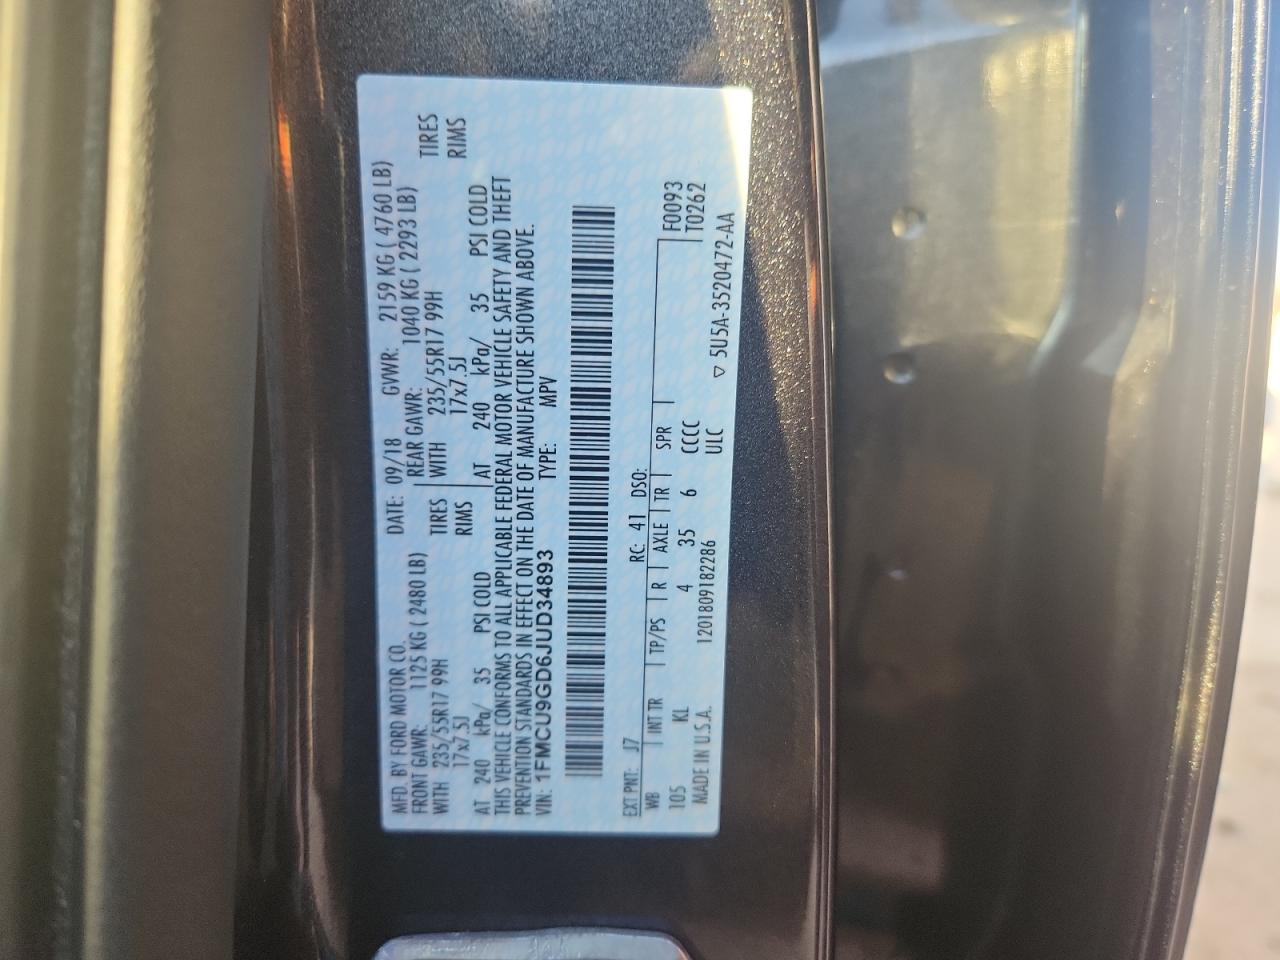 MFD. BY FORD MOTOR CO. DATE: 09/18 GVWR: 2159 KG ( 4760 LB)
FRONT GAWR: 1125 KG ( 2480 LB) REAR GAWR: 1040 KG ( 2293 LB)
WITH 235/55R17 99H TIRES WITH 235/55R17 99H TIRES
17x7.5J RIMS 17x7.5J RIMS
AT 240 kPa/ 35 PSI COLD AT 240 kPa/ 35 PSI COLD
THIS VEHICLE CONFORMS TO ALL APPLICABLE FEDERAL MOTOR VEHICLE SAFETY AND THEFT
PREVENTION STANDARDS IN EFFECT ON THE DATE OF MANUFACTURE SHOWN ABOVE.
VIN: 1FMCU9GD6JUD34893 TYPE: MPV
EXT PNT: J7 RC: 41 DSO:
WB INT TR TP/PS R AXLE TR SPR F0093
105 KL 4 35 6 CCCC T0262
MADE IN U.S.A. 1201809182286 ULC
▽ 5U5A-3520472-AA